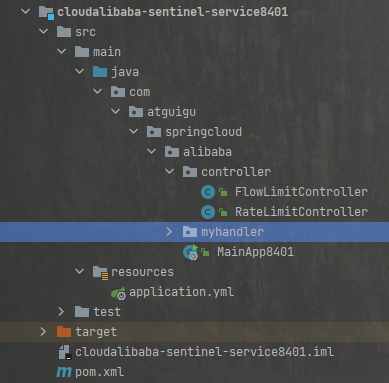 cloudalibaba-sentinel-service8401
src
main
java
com
atguigu
springcloud
alibaba
controller
FlowLimitController
RateLimitController
myhandler
MainApp8401
resources
application.yml
test
target
cloudalibaba-sentinel-service8401.iml
pom.xml